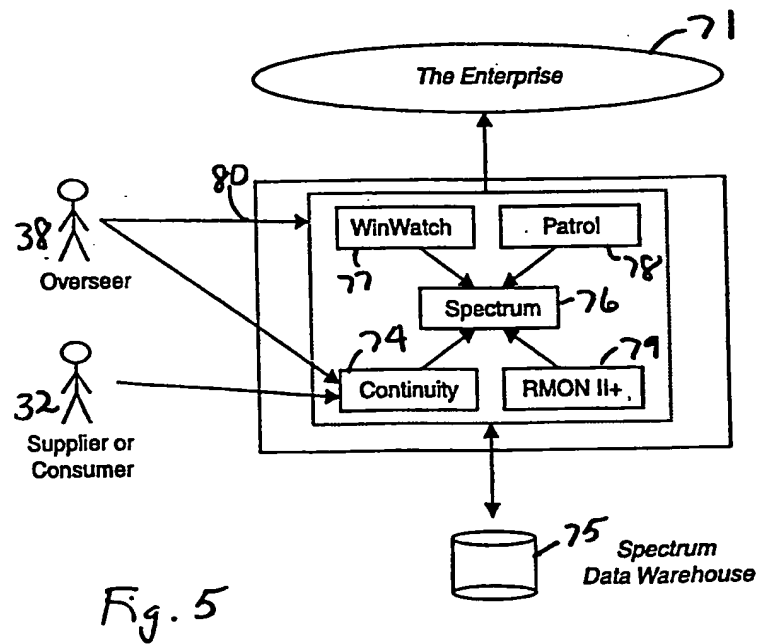 71
The Enterprise
80
38
Overseer
WinWatch
77
Patrol
78
Spectrum
76
74
Continuity
79
RMON II+
32
Supplier or
Consumer
75
Spectrum
Data Warehouse
Fig. 5